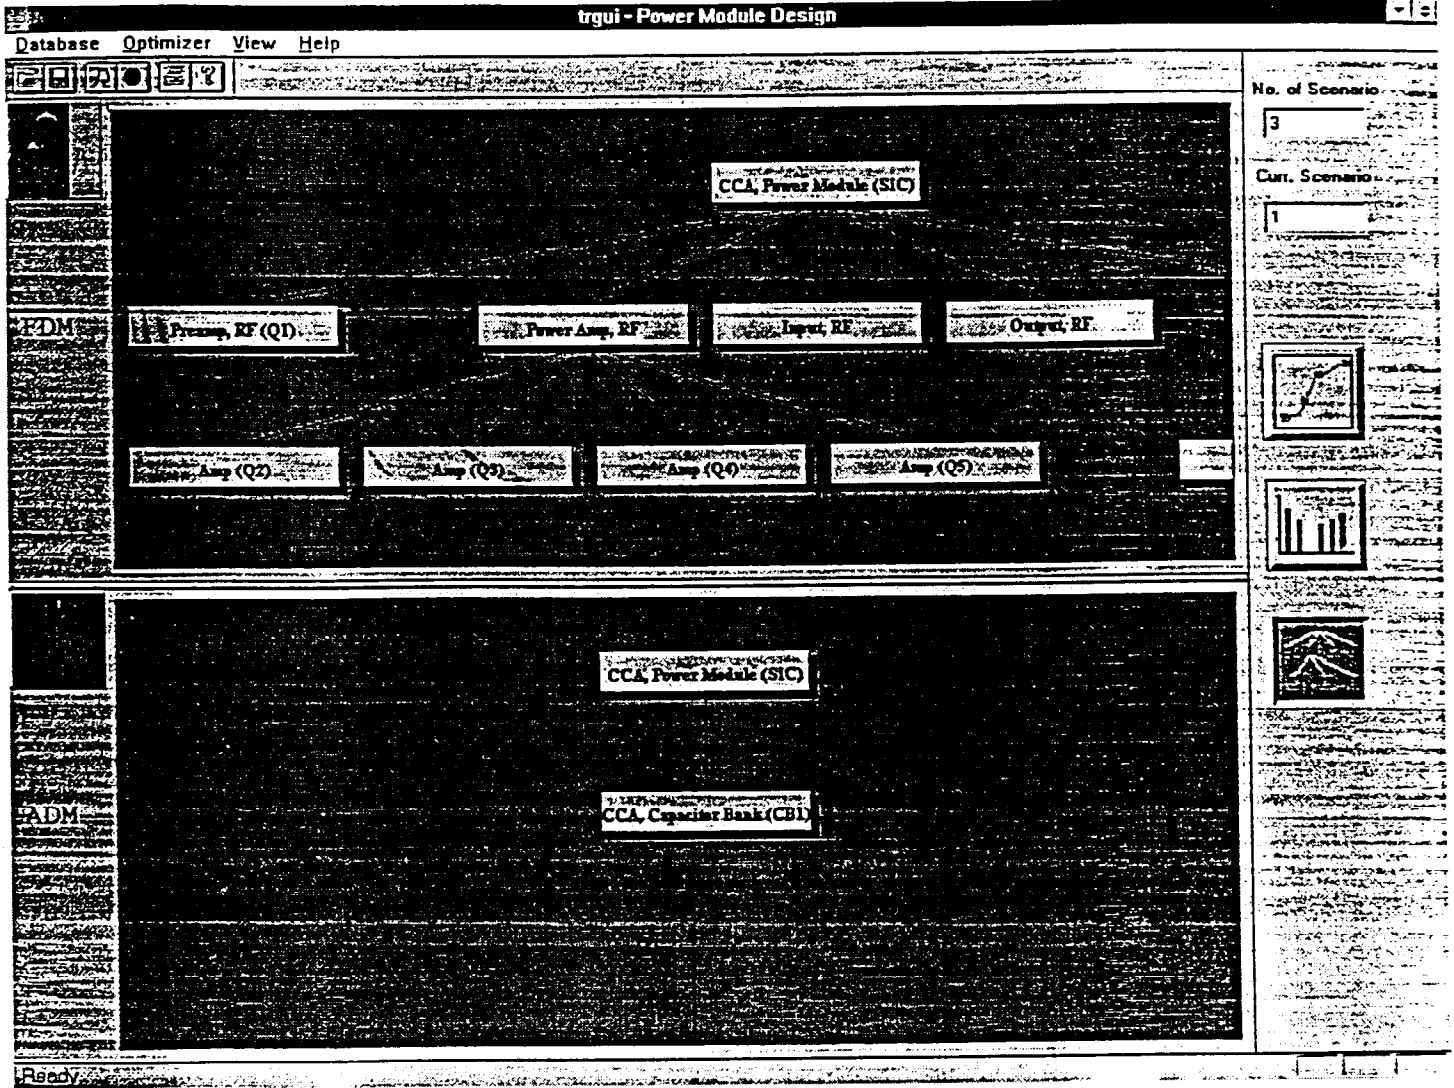 trgui - Power Module Design
Database Optimizer View Help
No. of Scenario
3
Curr. Scenario
1
CCA, Power Module (SIC)
PDM
Preamp, RF (Q1)
Power Amp, RF
Input, RF
Output, RF
Amp (Q2)
Amp (Q3)
Amp (Q4)
Amp (Q5)
CCA, Power Module (SIC)
ADM
CCA, Capacitor Bank (CB1)
Ready